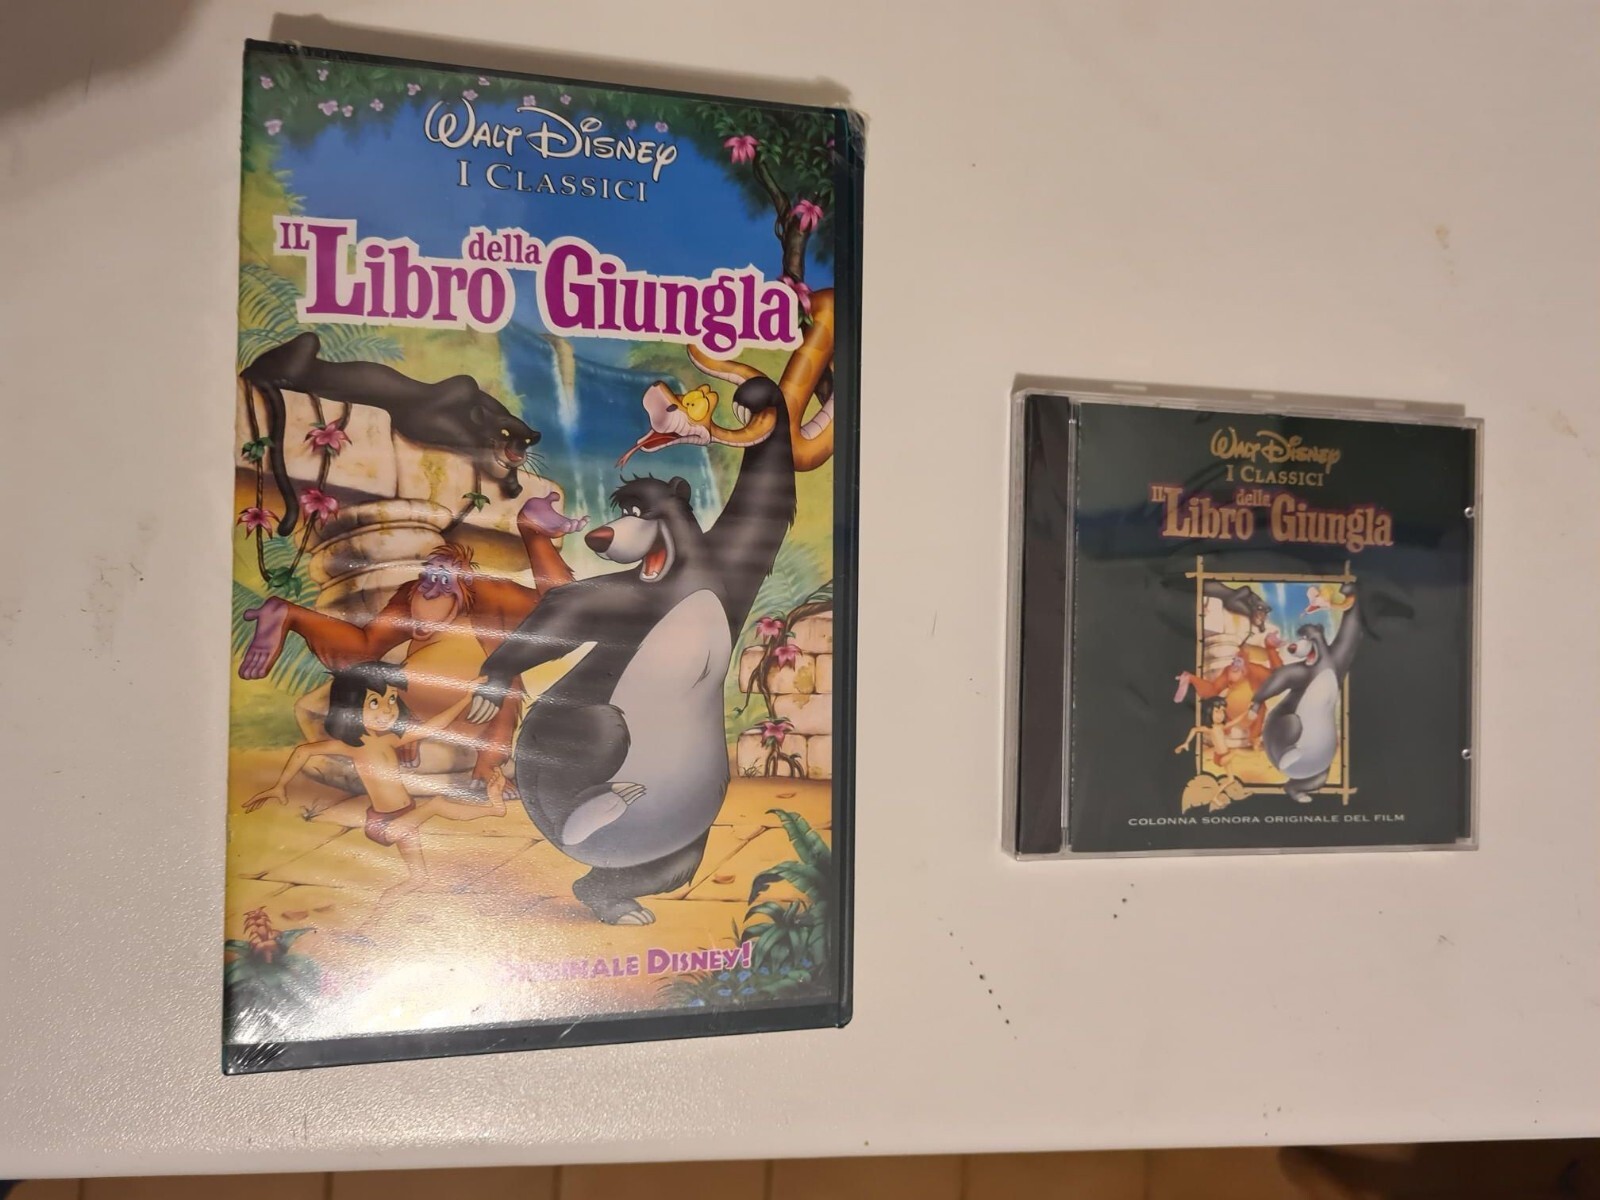 WALT DISNEY
I CLASSICI
IL Libro della Giungla
ORIGINALE DISNEY!
WALT DISNEY
I CLASSICI
IL Libro della Giungla
COLONNA SONORA ORIGINALE DEL FILM